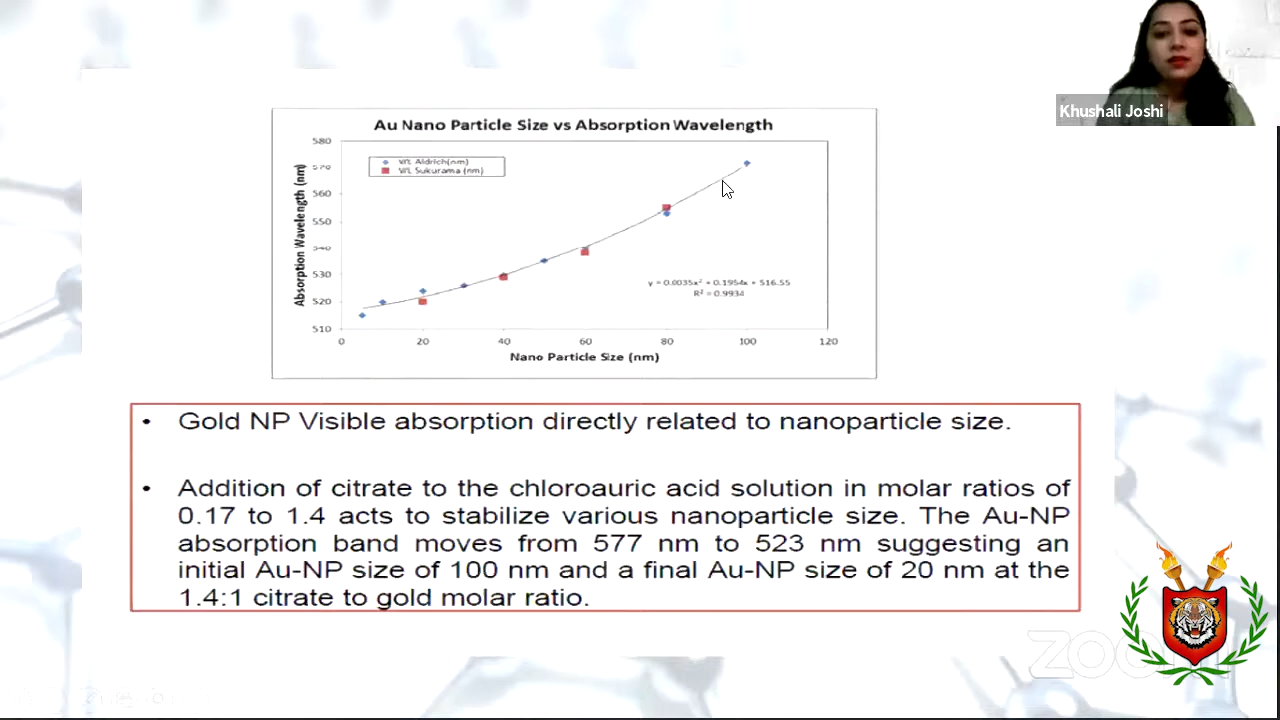 Khushali Joshi
Au Nano Particle Size vs Absorption Wavelength
580
570
560
550
540
530
520
510
Absorption Wavelength (nm)
W/L Aldrich(nm)
W/L Sukurama (nm)
y = 0.0035x² + 0.1954x + 516.55
R² = 0.9934
0 20 40 60 80 100 120
Nano Particle Size (nm)
• Gold NP Visible absorption directly related to nanoparticle size.
• Addition of citrate to the chloroauric acid solution in molar ratios of
0.17 to 1.4 acts to stabilize various nanoparticle size. The Au-NP
absorption band moves from 577 nm to 523 nm suggesting an
initial Au-NP size of 100 nm and a final Au-NP size of 20 nm at the
1.4:1 citrate to gold molar ratio.
zoom